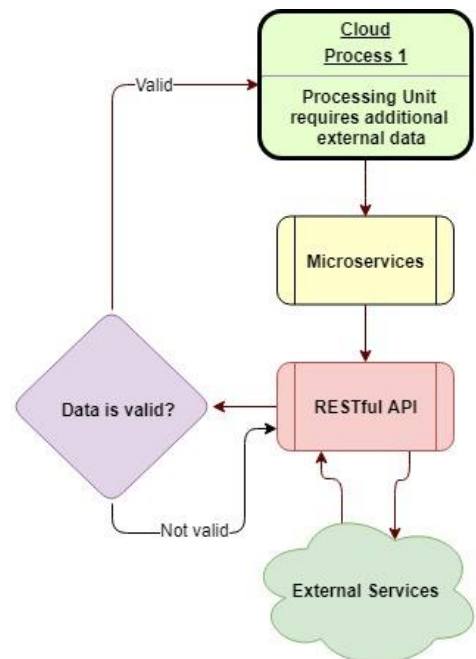 Cloud
Process 1
Processing Unit
requires additional
external data
Valid
Microservices
RESTful API
Data is valid?
Not valid
External Services